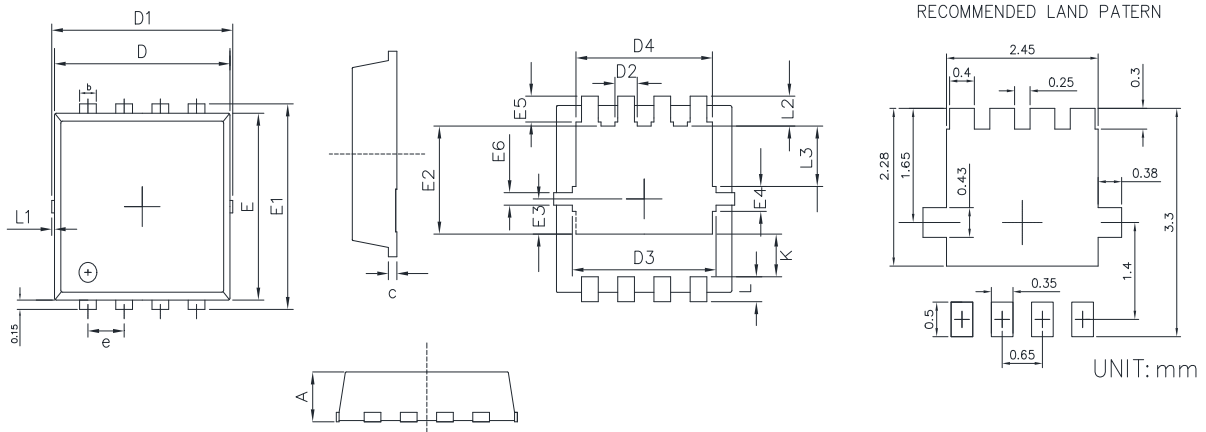 RECOMMENDED LAND PATERN
D1
D
b
E
E1
L1
0.15
e
c
A
D4
D2
E5
L2
E6
E2
L3
E3
E4
D3
K
L
2.45
0.4
0.25
0.3
2.28
1.65
0.43
0.38
3.3
1.4
0.5
0.35
0.65
UNIT: mm